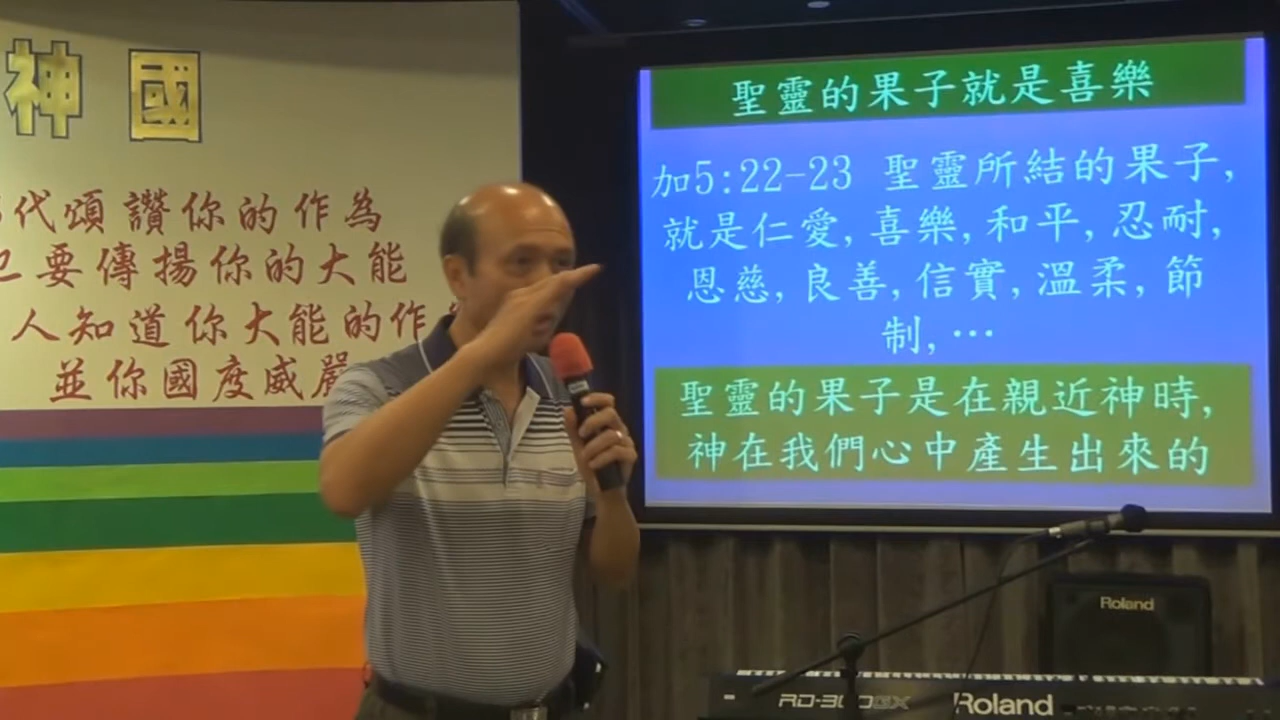 神國
代頌讚你的作為
要傳揚你的大能
人知道你大能的作
並你國度威嚴
聖靈的果子就是喜樂
加5:22-23 聖靈所結的果子,
就是仁愛,喜樂,和平,忍耐,
恩慈,良善,信實,溫柔,節
制,…
聖靈的果子是在親近神時,
神在我們心中產生出來的
Roland
RD-300GX
Roland